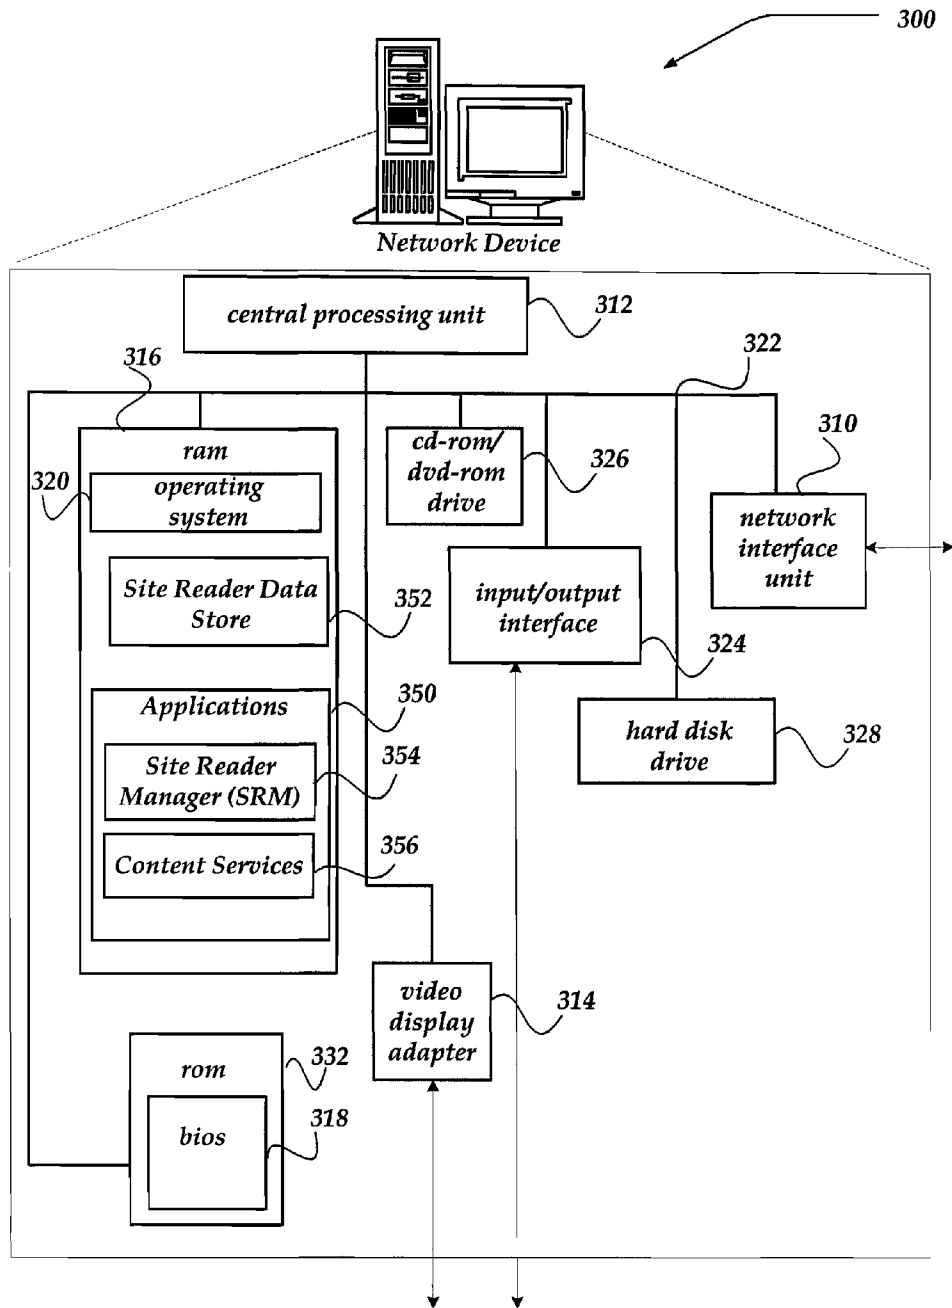 300
Network Device
central processing unit
312
316
322
ram
cd-rom/
dvd-rom
drive
326
310
320
operating
system
network
interface
unit
Site Reader Data
Store
352
input/output
interface
324
Applications
350
hard disk
drive
328
Site Reader
Manager (SRM)
354
Content Services
356
video
display
adapter
314
rom
332
bios
318